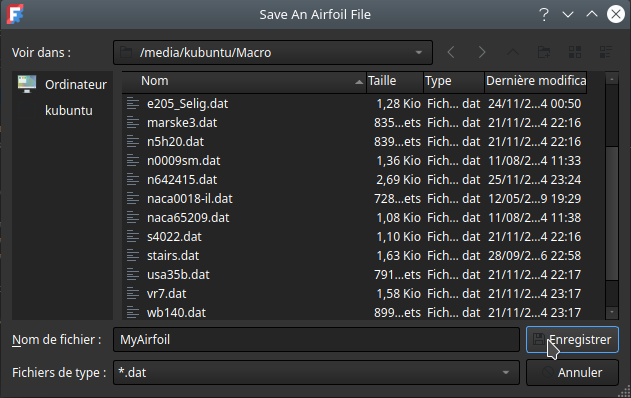 Save An Airfoil File
Voir dans : /media/kubuntu/Macro
Ordinateur
kubuntu
Nom Taille Type Dernière modifica
e205_Selig.dat 1,28 Kio Fich... dat 24/11/2...4 00:50
marske3.dat 835...ets Fich... dat 21/11/2...4 22:16
n5h20.dat 839...ets Fich... dat 21/11/2...4 22:16
n0009sm.dat 1,36 Kio Fich... dat 11/08/2...4 11:33
n642415.dat 2,69 Kio Fich... dat 25/11/2...4 23:24
naca0018-il.dat 728...ets Fich... dat 12/05/2...9 19:29
naca65209.dat 1,08 Kio Fich... dat 11/08/2...4 11:38
s4022.dat 1,10 Kio Fich... dat 21/11/2...4 22:16
stairs.dat 1,63 Kio Fich... dat 28/09/2...6 22:58
usa35b.dat 791...ets Fich... dat 21/11/2...4 22:17
vr7.dat 1,58 Kio Fich... dat 21/11/2...4 23:17
wb140.dat 899...ets Fich... dat 21/11/2...4 23:17
Nom de fichier : MyAirfoil Enregistrer
Fichiers de type : *.dat Annuler